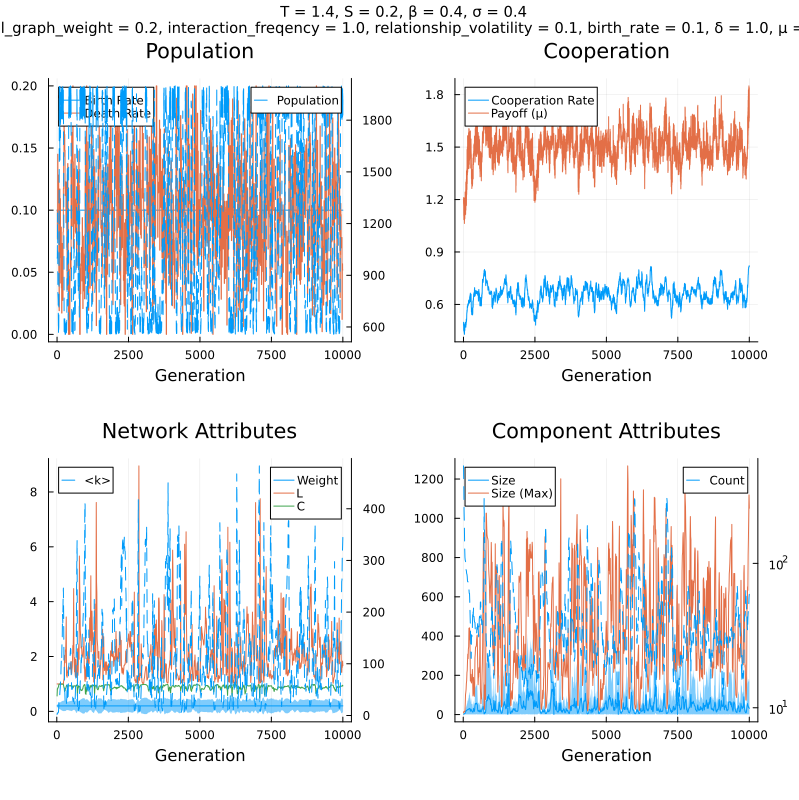 T = 1.4, S = 0.2, β = 0.4, σ = 0.4
l_graph_weight = 0.2, interaction_freqency = 1.0, relationship_volatility = 0.1, birth_rate = 0.1, δ = 1.0, μ =
Population
Cooperation
0.20
0.15
0.10
0.05
0.00
Birth Rate
Death Rate
Population
1800
1500
1200
900
600
0
2500
5000
7500
10000
Generation
1.8
1.5
1.2
0.9
0.6
Cooperation Rate
Payoff (μ)
0
2500
5000
7500
10000
Generation
Network Attributes
Component Attributes
8
6
4
2
0
<k>
Weight
L
C
400
300
200
100
0
0
2500
5000
7500
10000
Generation
1200
1000
800
600
400
200
0
Size
Size (Max)
Count
10²
10¹
0
2500
5000
7500
10000
Generation